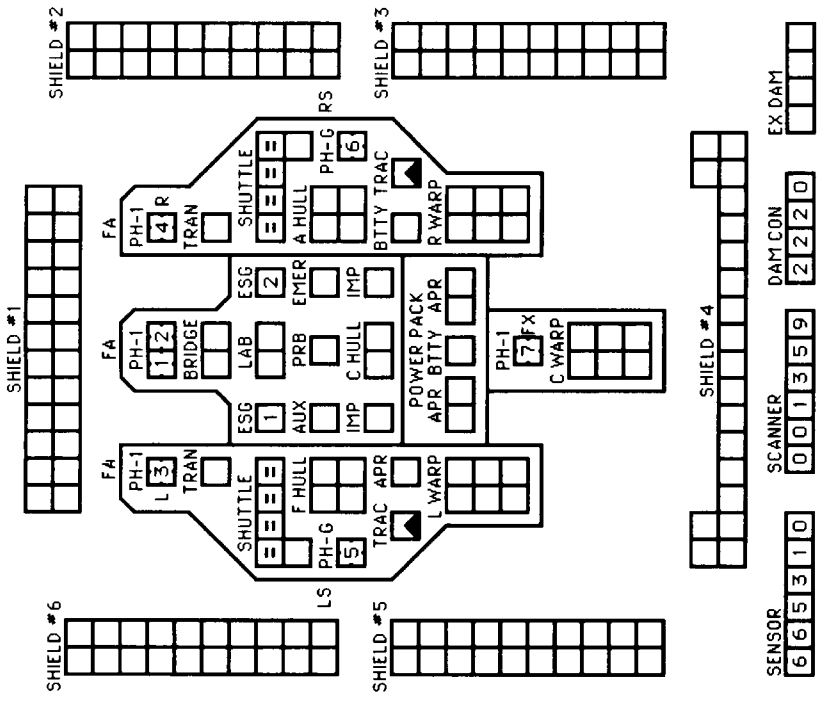 SHIELD #1
SHIELD #6
SHIELD #2
FA FA FA
PH-1 PH-1 PH-1
L 3 1 2 4 R
TRAN BRIDGE TRAN
SHUTTLE ESG LAB ESG SHUTTLE
= = = = 1 2 = = = =
F HULL AUX PRB EMER A HULL
PH-G PH-G
LS RS
5 IMP C HULL IMP 6
TRAC APR BTTY TRAC
SHIELD #5
SHIELD #3
POWER PACK
L WARP APR BTTY APR R WARP
PH-1
7 FX
C WARP
SHIELD #4
SENSOR SCANNER DAM CON EX DAM
6 6 5 3 1 0 0 0 1 3 5 9 2 2 2 0